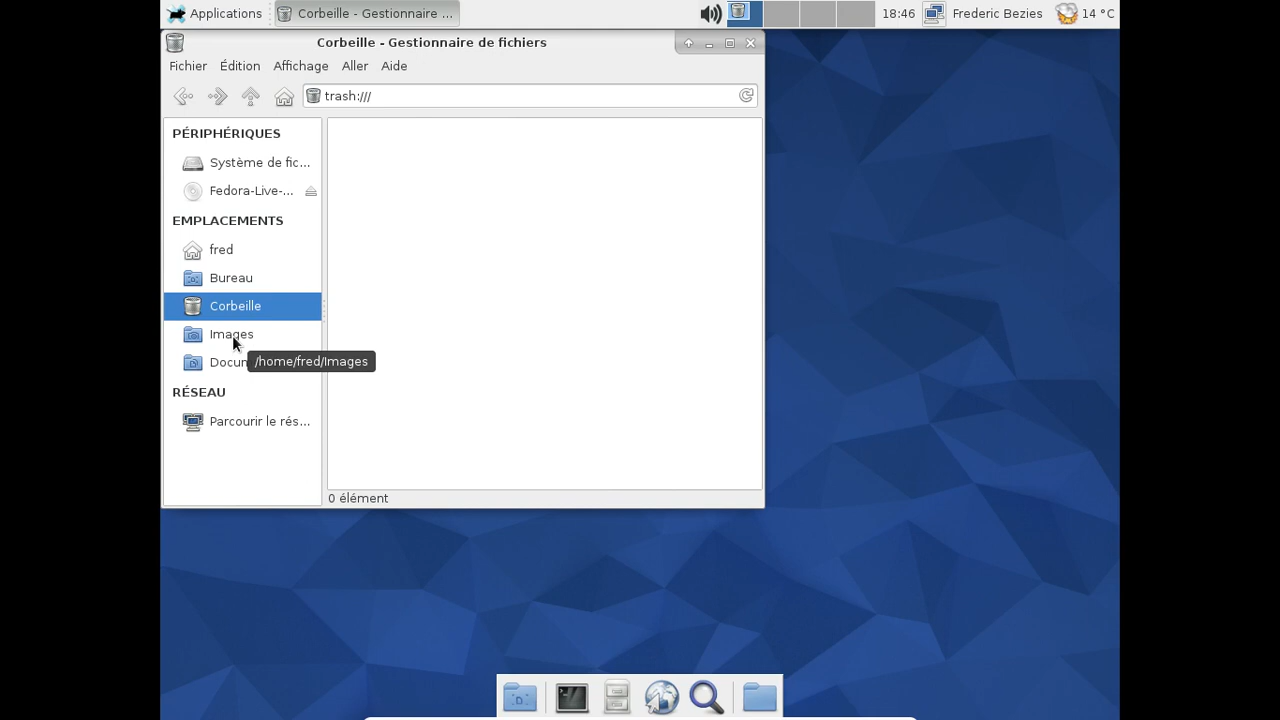 Applications
Corbeille - Gestionnaire ...
18:46
Frederic Bezies
14 °C
Corbeille - Gestionnaire de fichiers
Fichier Édition Affichage Aller Aide
trash:///
PÉRIPHÉRIQUES
Système de fic...
Fedora-Live-...
EMPLACEMENTS
fred
Bureau
Corbeille
Images
Docun
/home/fred/Images
RÉSEAU
Parcourir le rés...
0 élément